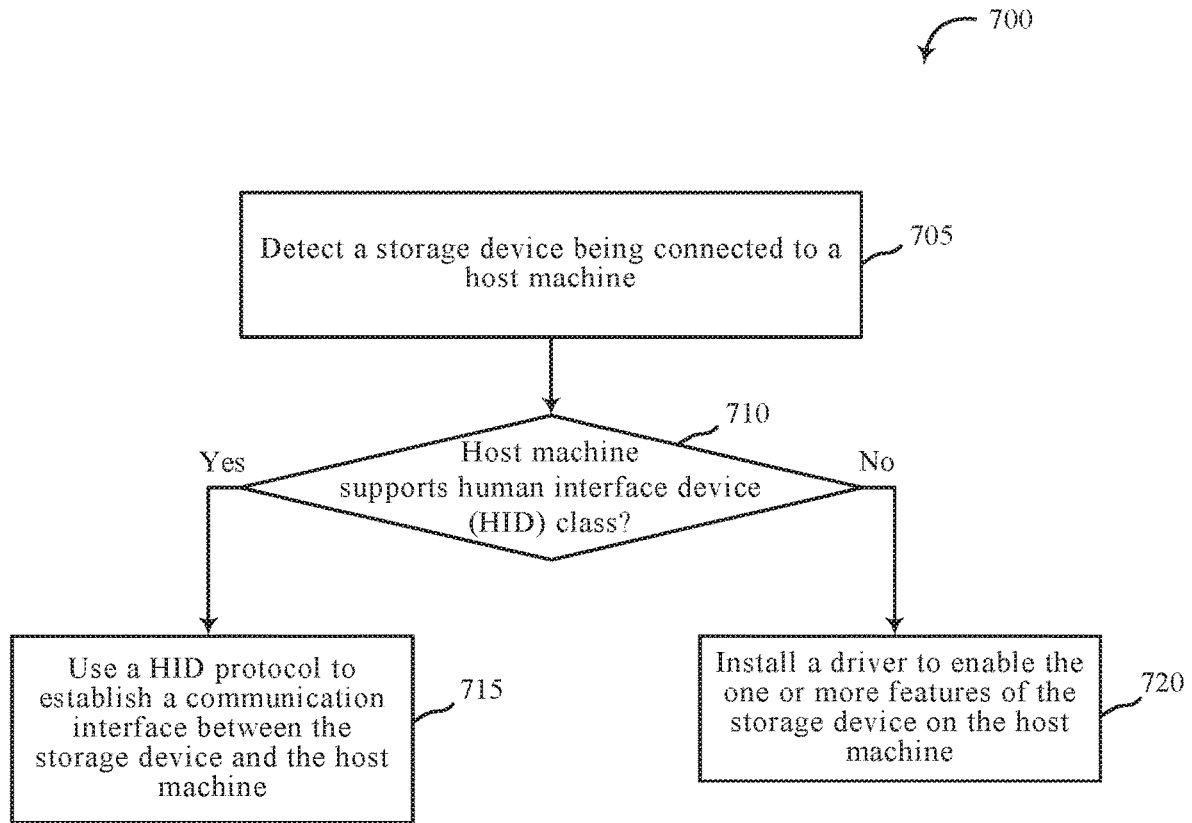 700
Detect a storage device being connected to a
host machine
705
710
Yes
Host machine
supports human interface device
(HID) class?
No
Use a HID protocol to
establish a communication
interface between the
storage device and the host
machine
715
Install a driver to enable the
one or more features of the
storage device on the host
machine
720